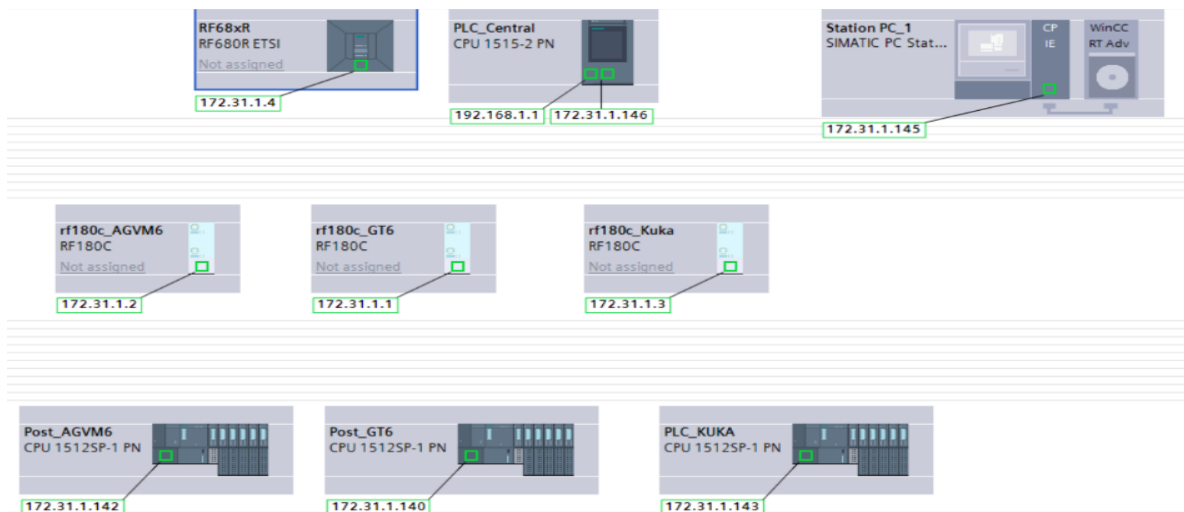 RF68xR
RF680R ETSI
Not assigned
172.31.1.4
PLC_Central
CPU 1515-2 PN
192.168.1.1
172.31.1.146
Station PC_1
SIMATIC PC Stat...
CP
IE
WinCC
RT Adv
172.31.1.145
rf180c_AGVM6
RF180C
Not assigned
172.31.1.2
rf180c_GT6
RF180C
Not assigned
172.31.1.1
rf180c_Kuka
RF180C
Not assigned
172.31.1.3
Post_AGVM6
CPU 1512SP-1 PN
172.31.1.142
Post_GT6
CPU 1512SP-1 PN
172.31.1.140
PLC_KUKA
CPU 1512SP-1 PN
172.31.1.143